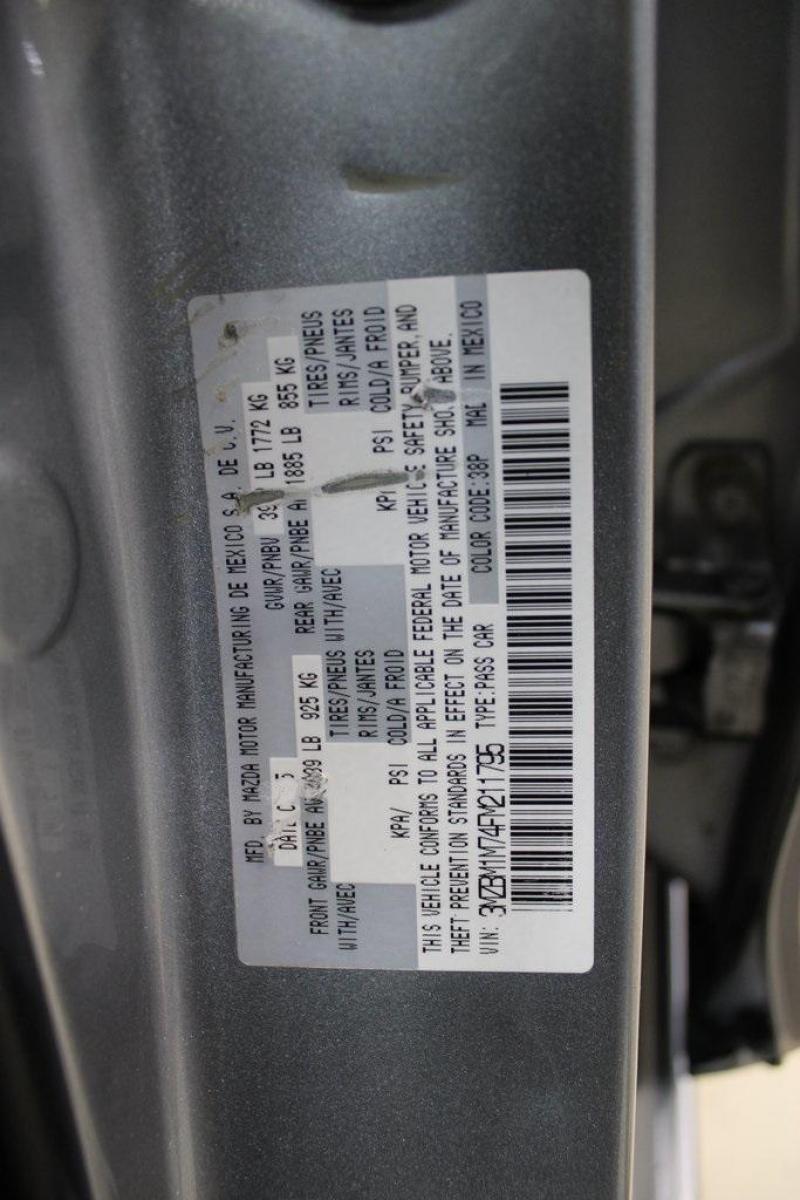 MFD. BY MAZDA MOTOR MANUFACTURING DE MEXICO S.A. DE C.V.
GVWR/PNBV LB 1772 KG
FRONT GAWR/PNBE LB 925 KG
REAR GAWR/PNBE 1885 LB 855 KG
WITH/AVEC TIRES/PNEUS WITH/AVEC TIRES/PNEUS
RIMS/JANTES RIMS/JANTES
KPA/ PSI COLD/A FROID PSI COLD/A FROID
THIS VEHICLE CONFORMS TO ALL APPLICABLE FEDERAL MOTOR VEHICLE SAFETY, BUMPER, AND
THEFT PREVENTION STANDARDS IN EFFECT ON THE DATE OF MANUFACTURE ABOVE.
VIN: 3MZBM1M74FM211795 TYPE:PASS CAR COLOR CODE:38P IN MEXICO